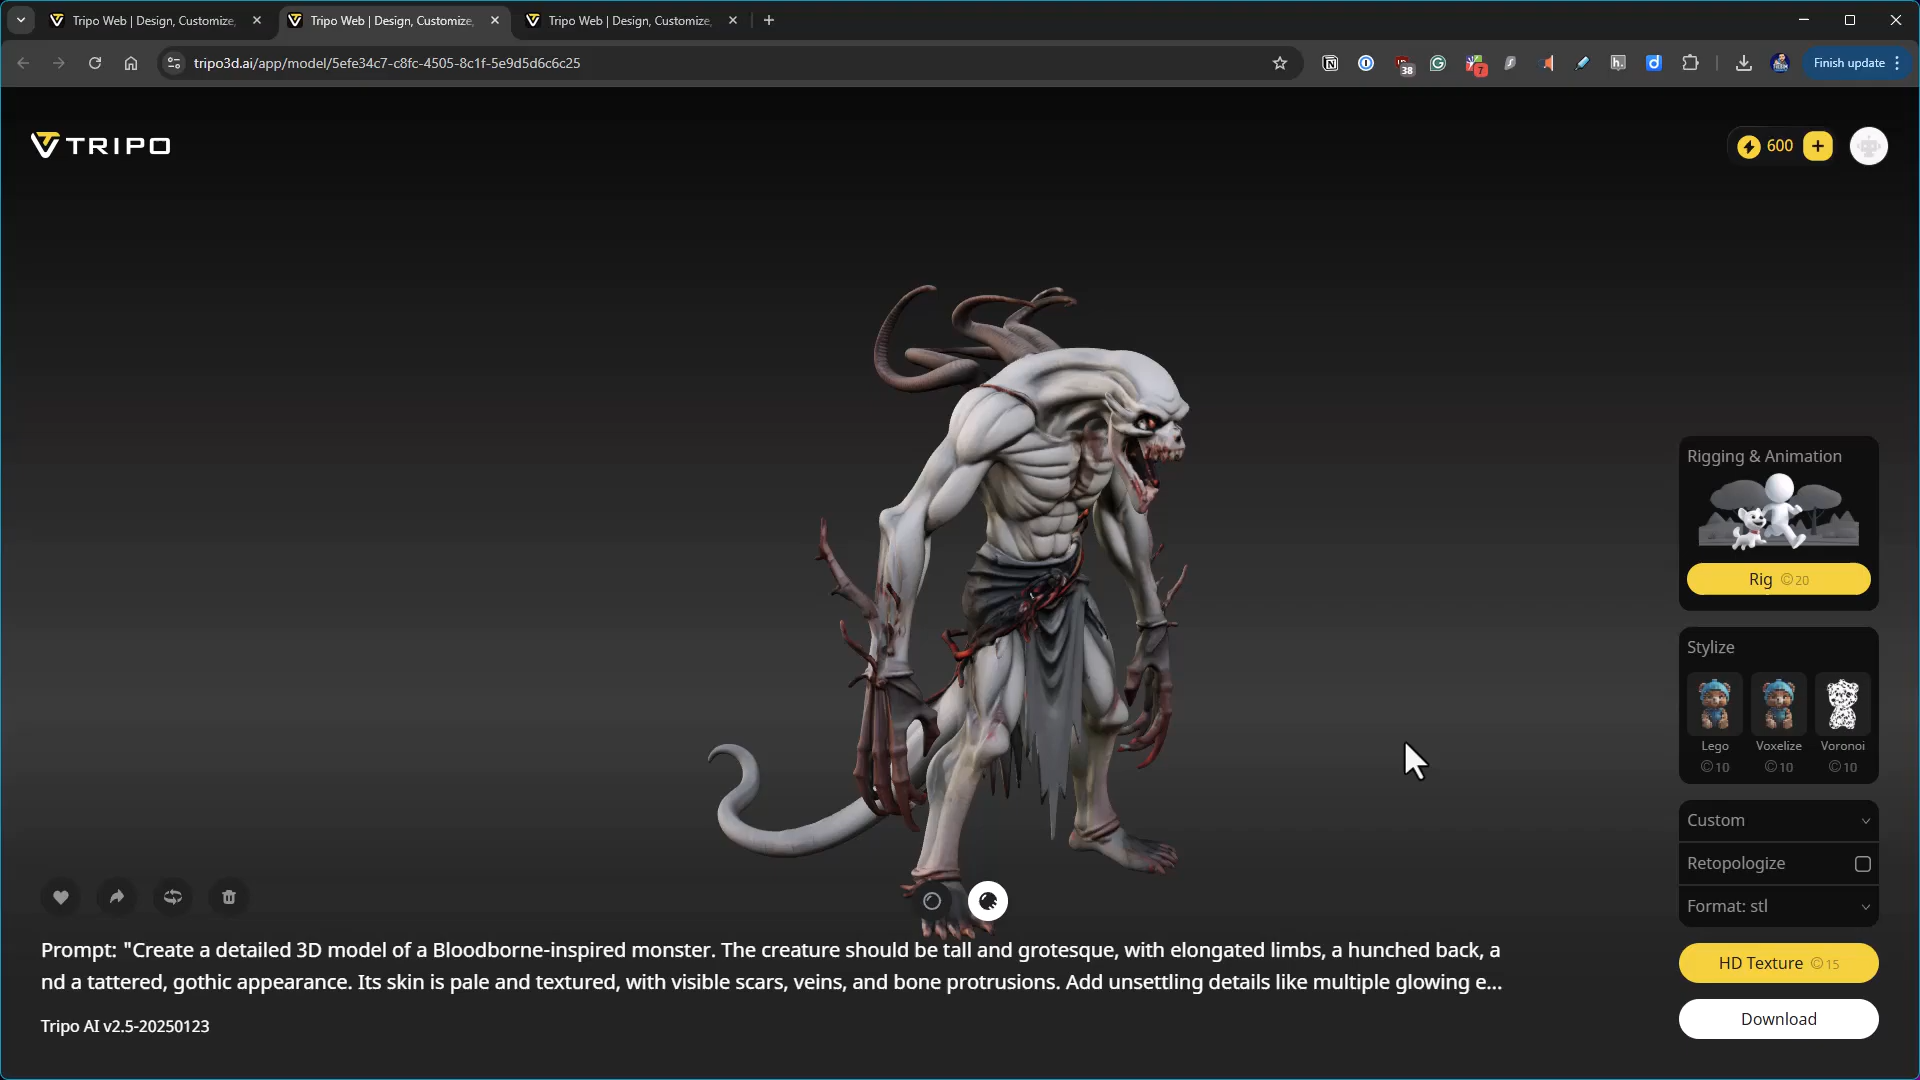 Tripo Web | Design, Customize,
Tripo Web | Design, Customize,
Tripo Web | Design, Customize,
tripo3d.ai/app/model/5efe34c7-c8fc-4505-8c1f-5e9d5d6c6c25
38
7
h.
d
Finish update
TRIPO
600
Rigging & Animation
Rig 20
Stylize
Lego Voxelize Voronoi
10 10 10
Custom
Retopologize
Format: stl
HD Texture 15
Download
Prompt: "Create a detailed 3D model of a Bloodborne-inspired monster. The creature should be tall and grotesque, with elongated limbs, a hunched back, a
nd a tattered, gothic appearance. Its skin is pale and textured, with visible scars, veins, and bone protrusions. Add unsettling details like multiple glowing e...
Tripo AI v2.5-20250123